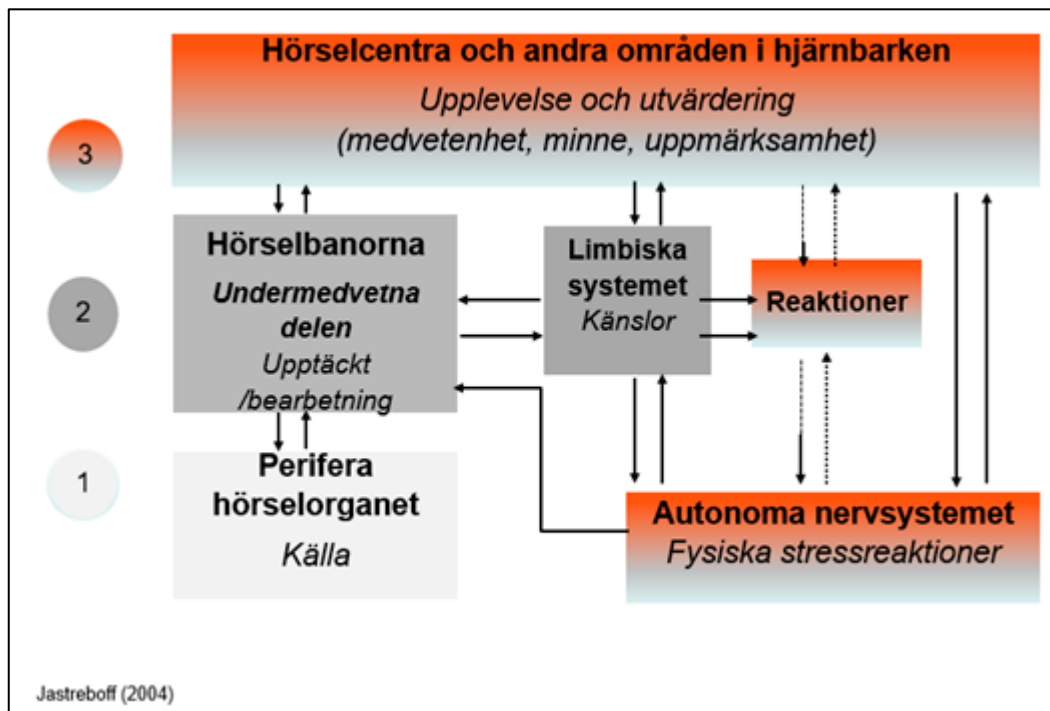 Hörselcentra och andra områden i hjärnbarken
Upplevelse och utvärdering
(medvetenhet, minne, uppmärksamhet)
3
Hörselbanorna
Undermedvetna
delen
Upptäckt
/bearbetning
Limbiska
systemet
Känslor
Reaktioner
2
1
Perifera
hörselorganet
Källa
Autonoma nervsystemet
Fysiska stressreaktioner
Jastreboff (2004)